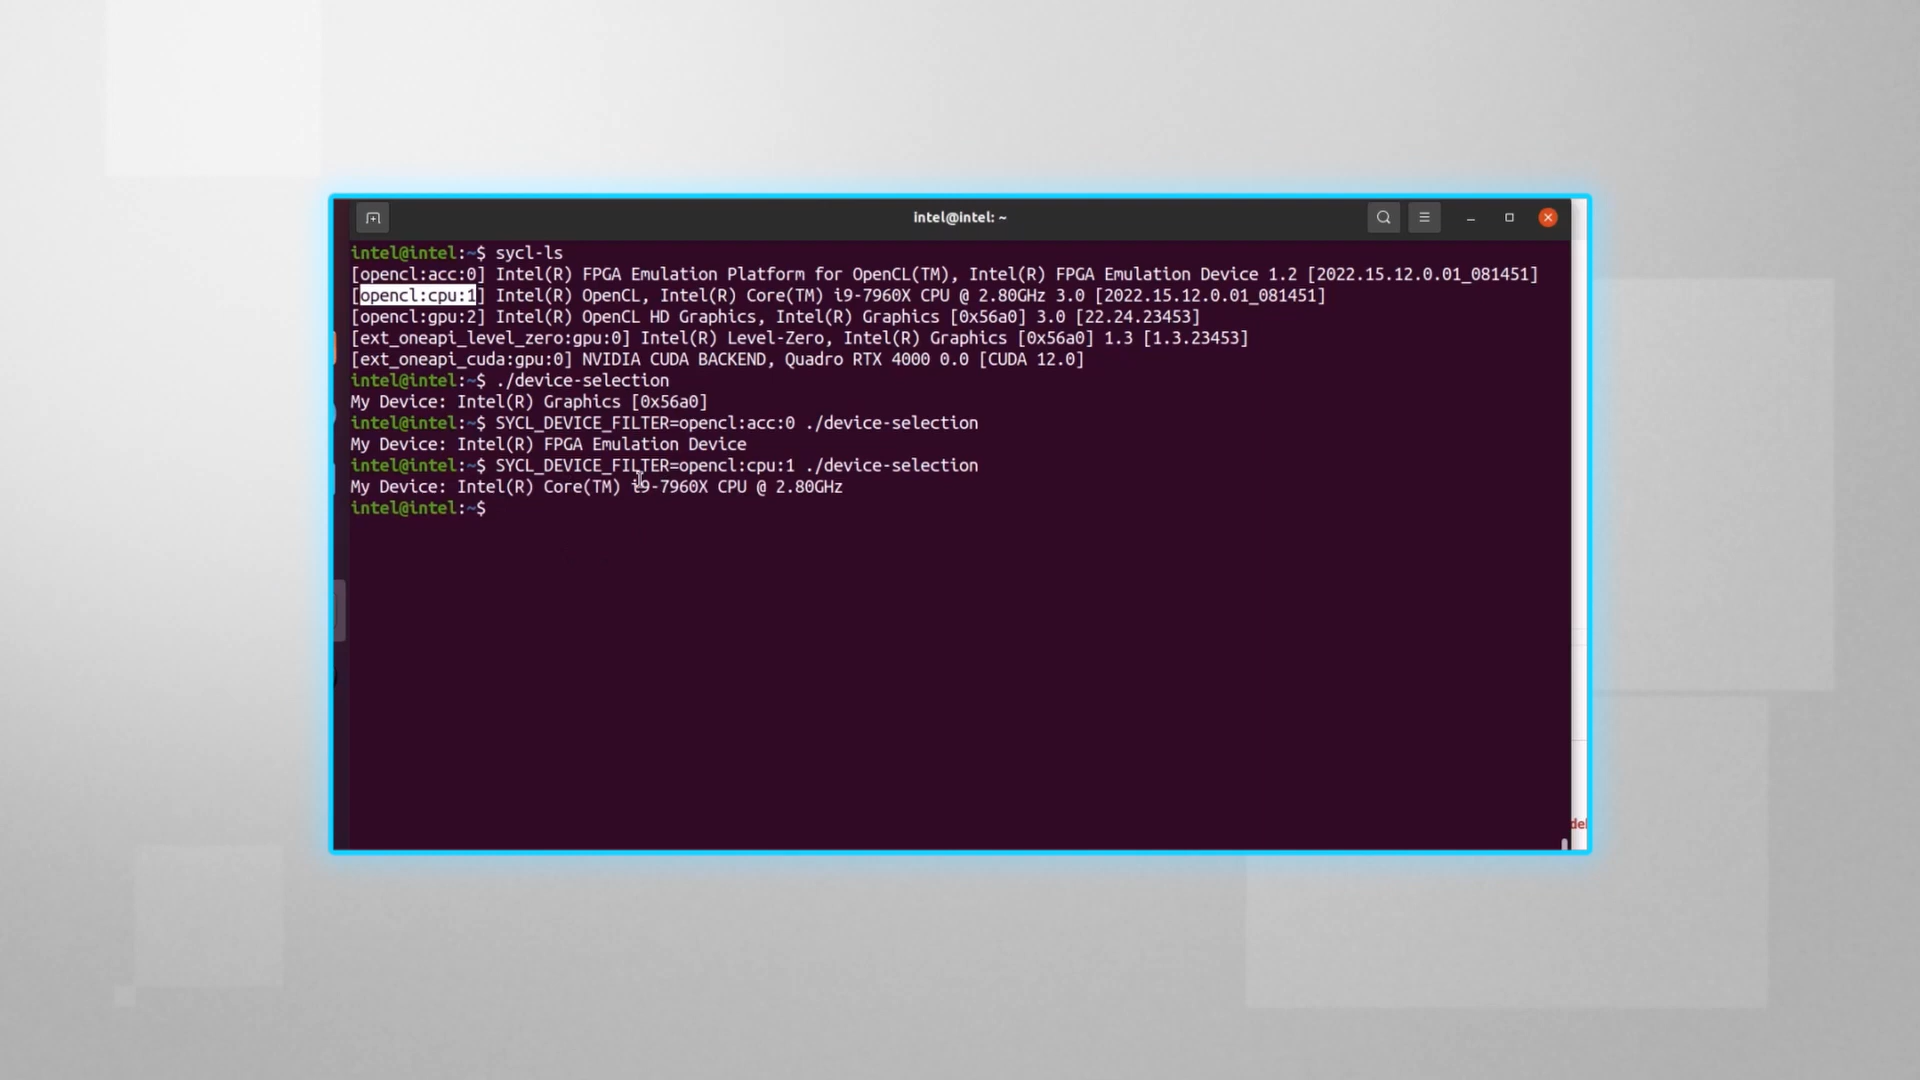 intel@intel: ~
intel@intel:~$ sycl-ls
[opencl:acc:0] Intel(R) FPGA Emulation Platform for OpenCL(TM), Intel(R) FPGA Emulation Device 1.2 [2022.15.12.0.01_081451]
[opencl:cpu:1] Intel(R) OpenCL, Intel(R) Core(TM) i9-7960X CPU @ 2.80GHz 3.0 [2022.15.12.0.01_081451]
[opencl:gpu:2] Intel(R) OpenCL HD Graphics, Intel(R) Graphics [0x56a0] 3.0 [22.24.23453]
[ext_oneapi_level_zero:gpu:0] Intel(R) Level-Zero, Intel(R) Graphics [0x56a0] 1.3 [1.3.23453]
[ext_oneapi_cuda:gpu:0] NVIDIA CUDA BACKEND, Quadro RTX 4000 0.0 [CUDA 12.0]
intel@intel:~$ ./device-selection
My Device: Intel(R) Graphics [0x56a0]
intel@intel:~$ SYCL_DEVICE_FILTER=opencl:acc:0 ./device-selection
My Device: Intel(R) FPGA Emulation Device
intel@intel:~$ SYCL_DEVICE_FILTER=opencl:cpu:1 ./device-selection
My Device: Intel(R) Core(TM) i9-7960X CPU @ 2.80GHz
intel@intel:~$